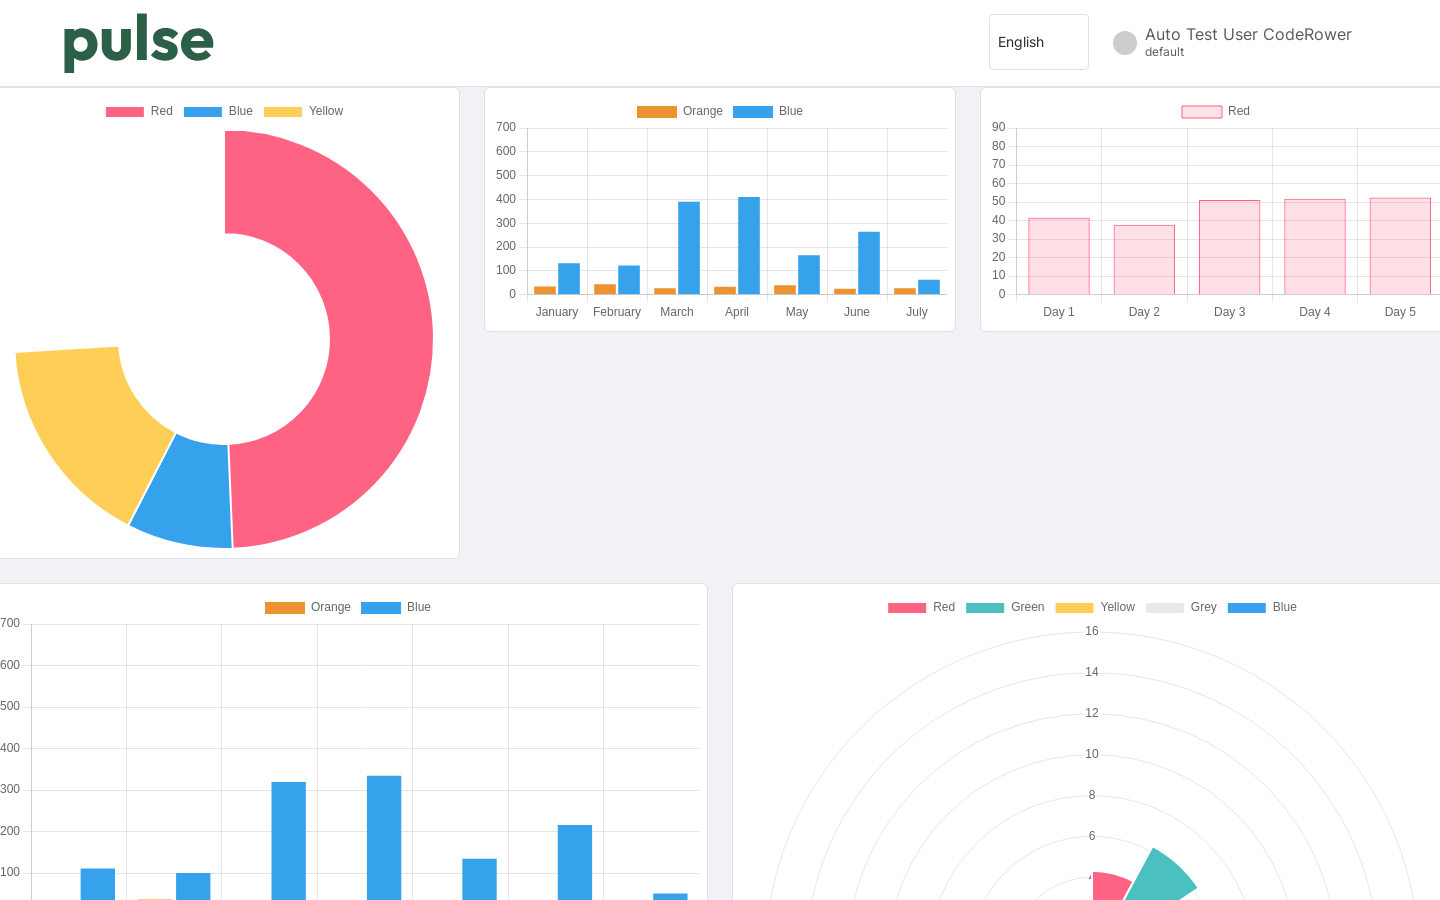 pulse
English
Auto Test User CodeRower
default
Red Blue Yellow
Orange Blue
700
600
500
400
300
200
100
0
January February March April May June July
Red
90
80
70
60
50
40
30
20
10
0
Day 1 Day 2 Day 3 Day 4 Day 5
Orange Blue
700
600
500
400
300
200
100
Red Green Yellow Grey Blue
16
14
12
10
8
6